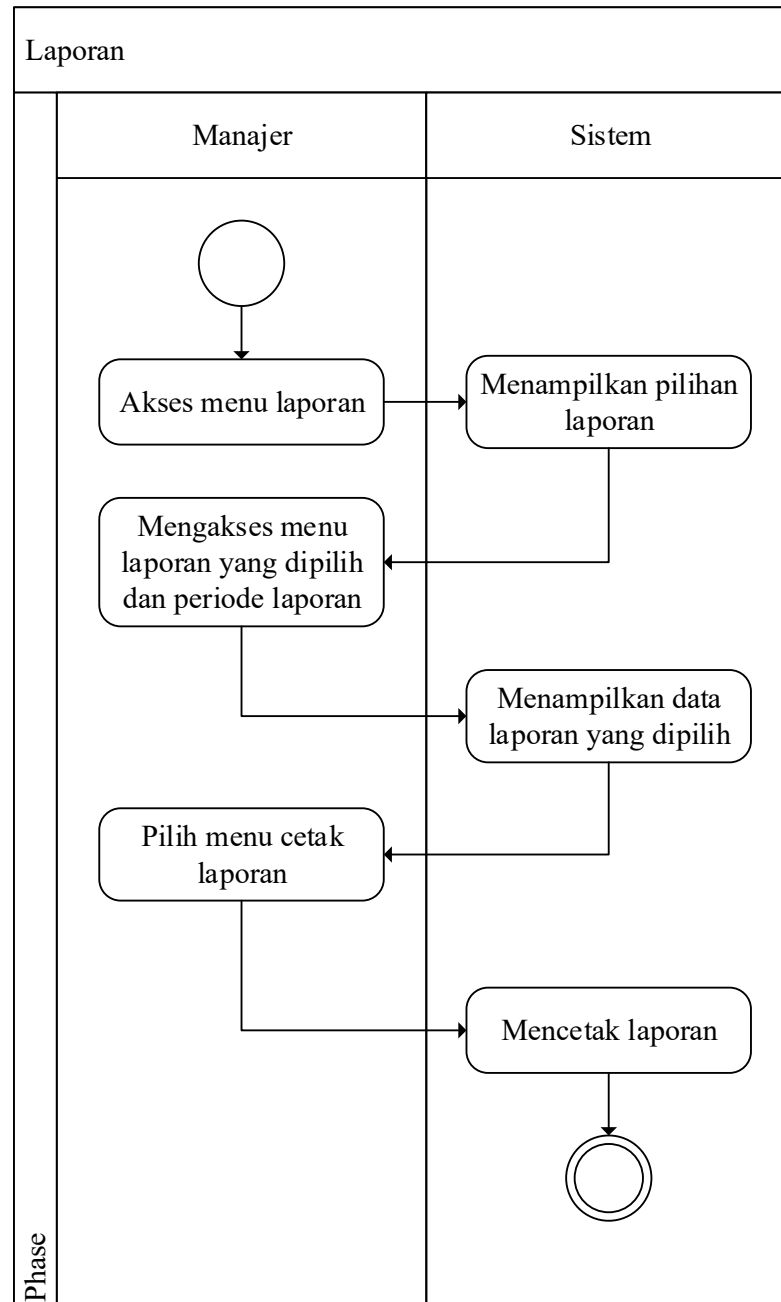 Laporan
Manajer
Sistem
Akses menu laporan
Menampilkan pilihan
laporan
Mengakses menu
laporan yang dipilih
dan periode laporan
Menampilkan data
laporan yang dipilih
Pilih menu cetak
laporan
Mencetak laporan
Phase